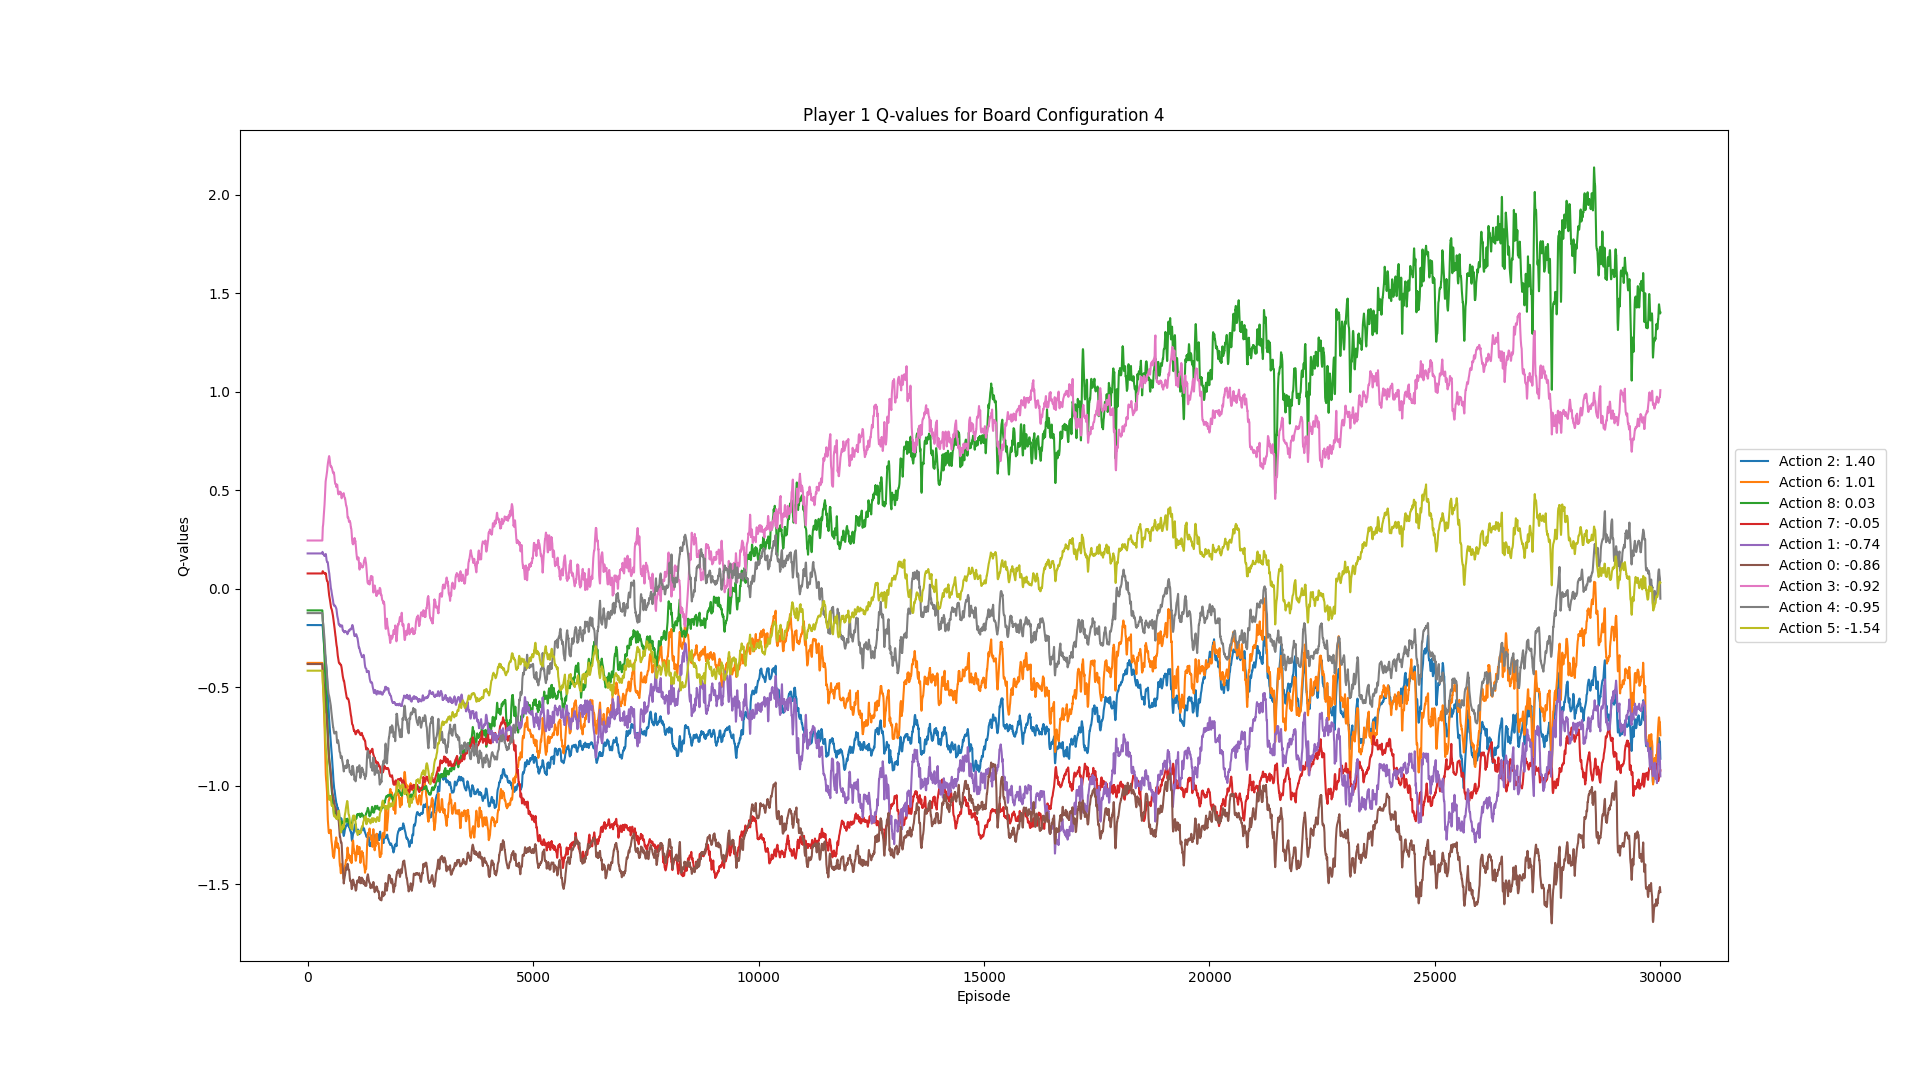 Player 1 Q-values for Board Configuration 4
2.0
1.5
1.0
0.5
0.0
−0.5
−1.0
−1.5
Q-values
0
5000
10000
15000
20000
25000
30000
Episode
Action 2: 1.40
Action 6: 1.01
Action 8: 0.03
Action 7: -0.05
Action 1: -0.74
Action 0: -0.86
Action 3: -0.92
Action 4: -0.95
Action 5: -1.54